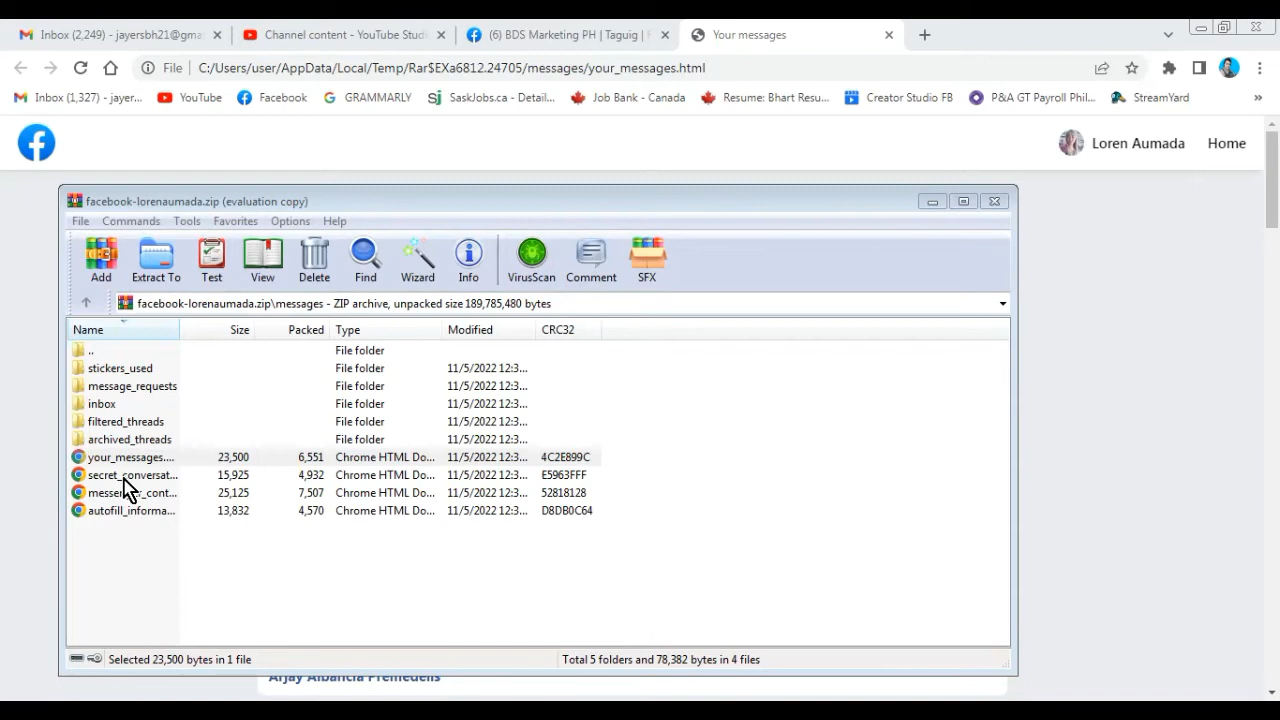 Inbox (2,249) - jayersbh21@gma
Channel content - YouTube Studi
(6) BDD Marketing PH | Taguig |
Your messages
File
C:/Users/user/AppData/Local/Temp/Rar$EXa6812.24705/messages/your_messages.html
Inbox (1,327) - jayer...
YouTube
Facebook
GRAMMARLY
SaskJobs.ca - Detail...
Job Bank - Canada
Resume: Bhart Resu...
Creator Studio FB
P&A GT Payroll Phil...
StreamYard
»
Loren Aumada
Home
facebook-lorenaumada.zip (evaluation copy)
File Commands Tools Favorites Options Help
Add Extract To Test View Delete Find Wizard Info VirusScan Comment SFX
facebook-lorenaumada.zip\messages - ZIP archive, unpacked size 189,785,480 bytes
Name Size Packed Type Modified CRC32
.. File folder
stickers_used File folder 11/5/2022 12:3...
message_requests File folder 11/5/2022 12:3...
inbox File folder 11/5/2022 12:3...
filtered_threads File folder 11/5/2022 12:3...
archived_threads File folder 11/5/2022 12:3...
your_messages.... 23,500 6,551 Chrome HTML Do... 11/5/2022 12:3... 4C2E899C
secret_conversat... 15,925 4,932 Chrome HTML Do... 11/5/2022 12:3... E5963FFF
25,125 7,507 Chrome HTML Do... 11/5/2022 12:3... 52818128
autofill_informa... 13,832 4,570 Chrome HTML Do... 11/5/2022 12:3... D8DB0C64
Selected 23,500 bytes in 1 file
Total 5 folders and 78,382 bytes in 4 files